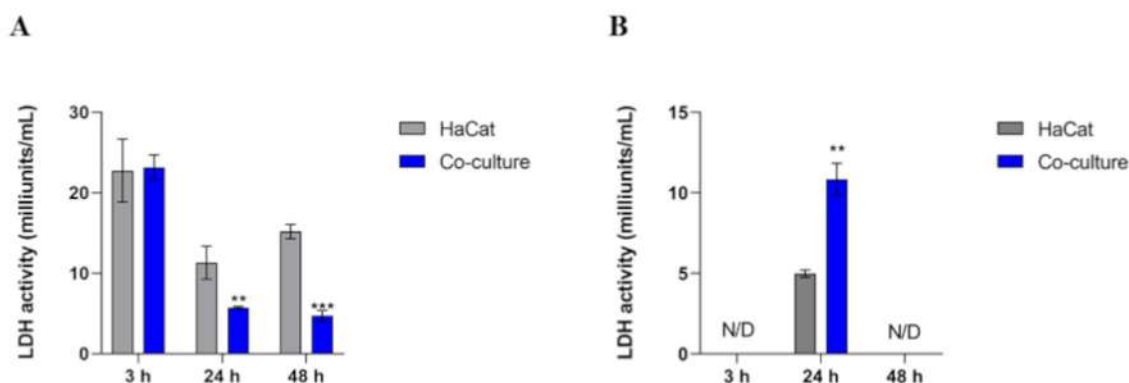 A
LDH activity (milliunits/mL)
30
20
10
0
**
***
3 h 24 h 48 h
HaCat
Co-culture
B
LDH activity (milliunits/mL)
15
10
5
0
N/D
**
N/D
3 h 24 h 48 h
HaCat
Co-culture